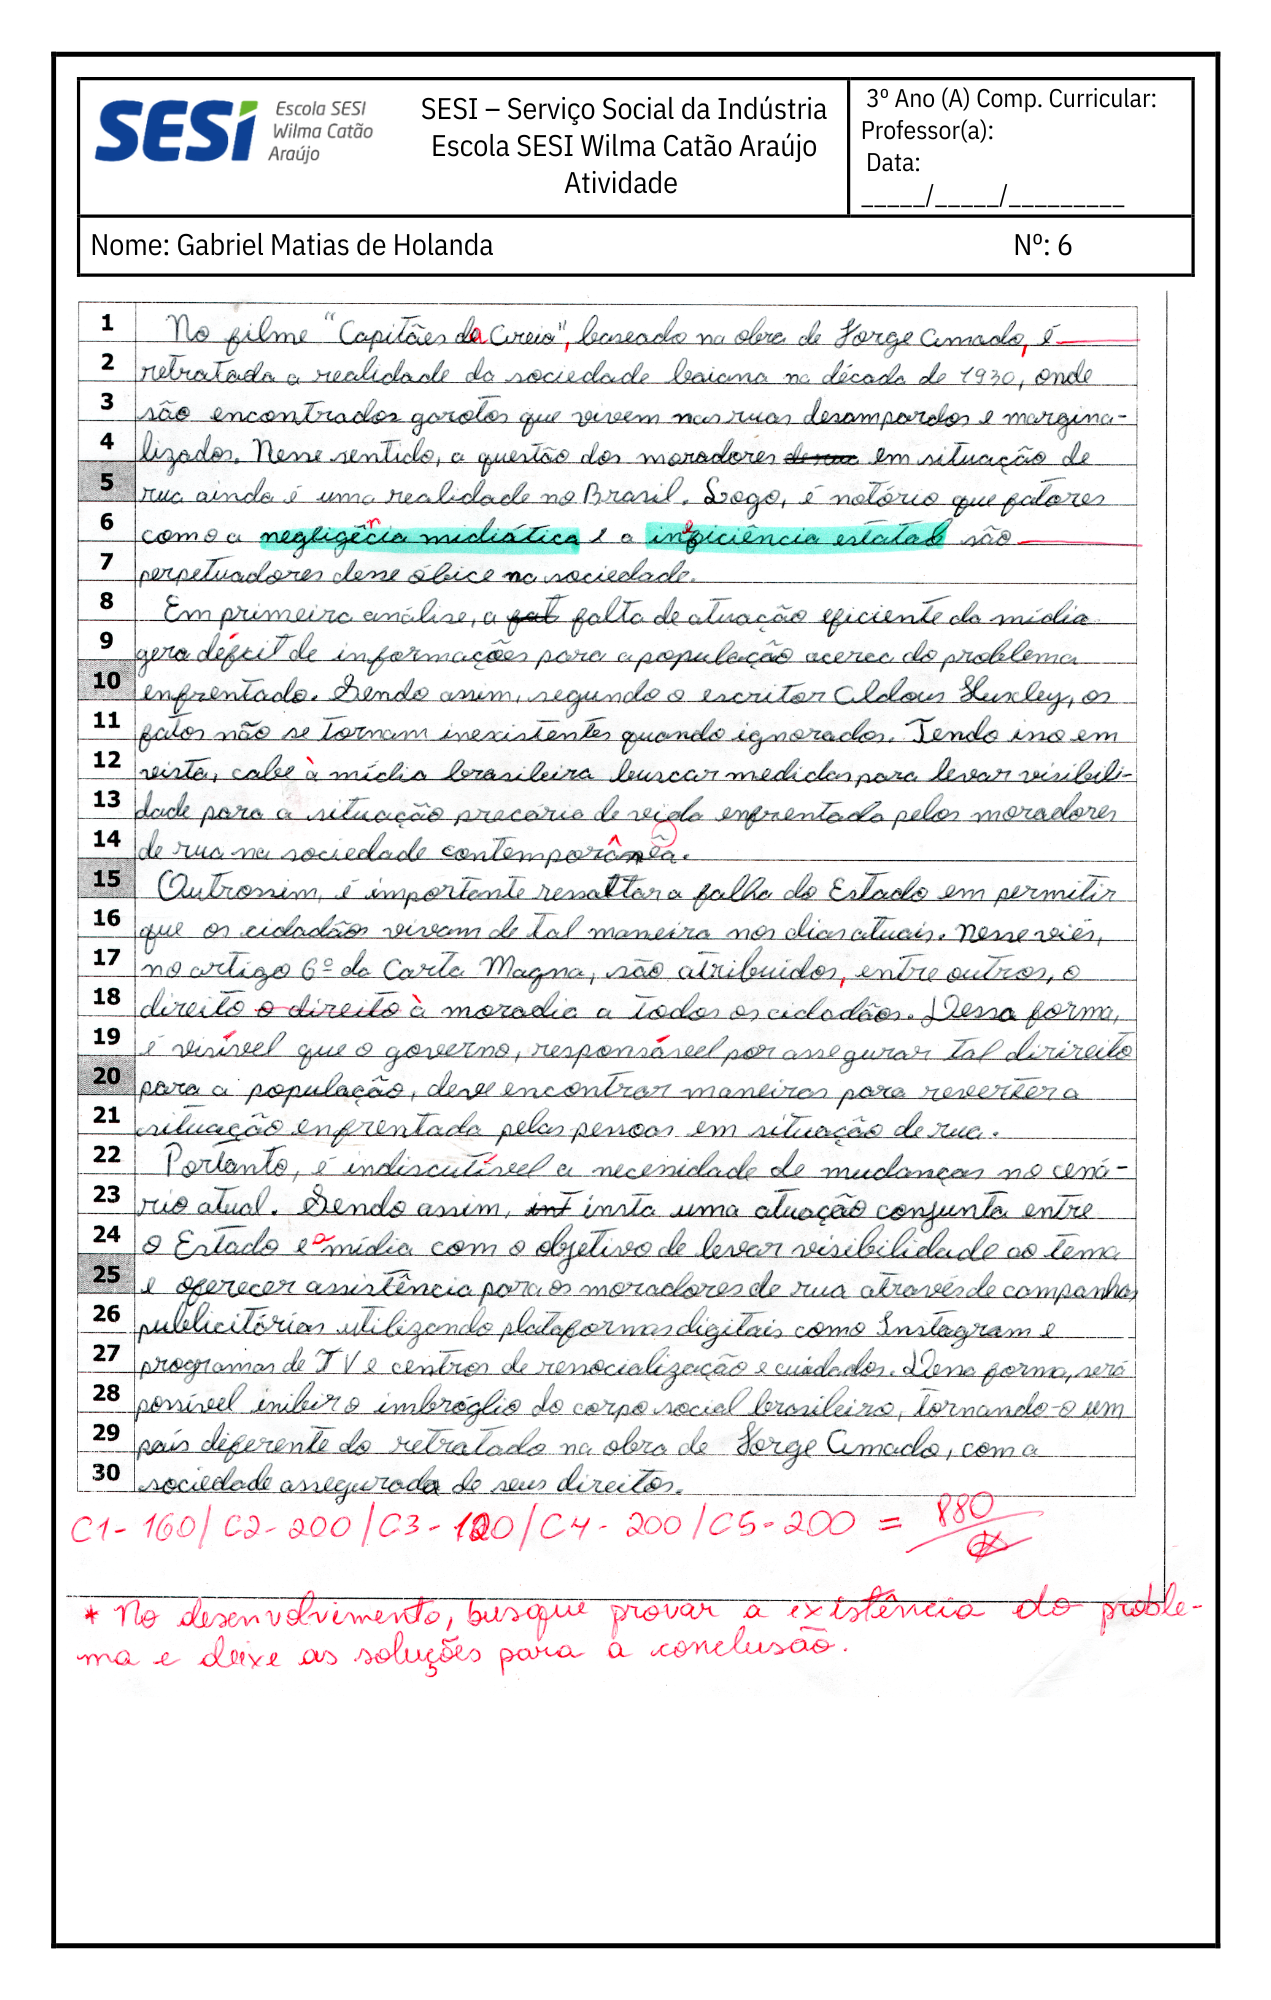 SESI
Escola SESI
Wilma Catão
Araújo
SESI – Serviço Social da Indústria
Escola SESI Wilma Catão Araújo
Atividade
3º Ano (A) Comp. Curricular:
Professor(a):
Data:
_____/_____/_________
Nome: Gabriel Matias de Holanda Nº: 6
1 No filme "Capitães da Areia", baseado na obra de Jorge Amado, é
2 retratada a realidade da sociedade baiana na década de 1930, onde
3 são encontrados garotos que vivem nas ruas desampardos e margina-
4 lizados. Nesse sentido, a questão dos moradores de rua em situação de
5 rua ainda é uma realidade no Brasil. Logo, é notório que fatores
6 como a negligência midiática e a ineficiência estatal são
7 perpetuadores desse óbice na sociedade.
8 Em primeira análise, a fat falta de atuação eficiente da mídia
9 gera déficit de informações para a população acerca do problema
10 enfrentado. Sendo assim, segundo o escritor Aldous Huxley, os
11 fatos não se tornam inexistentes quando ignorados. Tendo isso em
12 vista, cabe à mídia brasileira buscar medidas para levar visibili-
13 dade para a situação precária de vida enfrentada pelos moradores
14 de rua na sociedade contemporânea.
15 Outrossim, é importante ressaltar a falha do Estado em permitir
16 que os cidadãos vivam de tal maneira nos dias atuais. Nesse viés,
17 no artigo 6º da Carta Magna, são atribuídos, entre outros, o
18 direito o direito à moradia a todos os cidadãos. Dessa forma,
19 é visível que o governo, responsável por assegurar tal dirireito
20 para a população, deve encontrar maneiras para reverter a
21 situação enfrentada pelas pessoas em situação de rua.
22 Portanto, é indiscutível a necessidade de mudanças no cená-
23 rio atual. Sendo assim, int insta uma atuação conjunta entre
24 o Estado e a mídia com o objetivo de levar visibilidade ao tema
25 e oferecer assistência para os moradores de rua através de campanhas
26 publicitórias utilizando plataformas digitais como Instagram e
27 programas de TV e centros de ressocialização e cuidados. Dessa forma, será
28 possível inibir o imbróglio do corpo social brasileiro, tornando-o um
29 país diferente do retratado na obra de Jorge Amado, com a
30 sociedade assegurada de seus direitos.
C1- 160/ C2- 200 / C3- 120 / C4- 200 / C5- 200 = 880
* No desenvolvimento, busque provar a existência do proble-
ma e deixe as soluções para a conclusão.